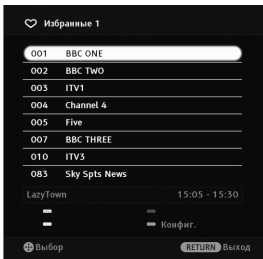 Избранные 1
001 BBC ONE
002 BBC TWO
003 ITV1
004 Channel 4
005 Five
007 BBC THREE
010 ITV3
083 Sky Spts News
LazyTown 15:05 - 15:30
Конфиг.
Выбор RETURN Выход